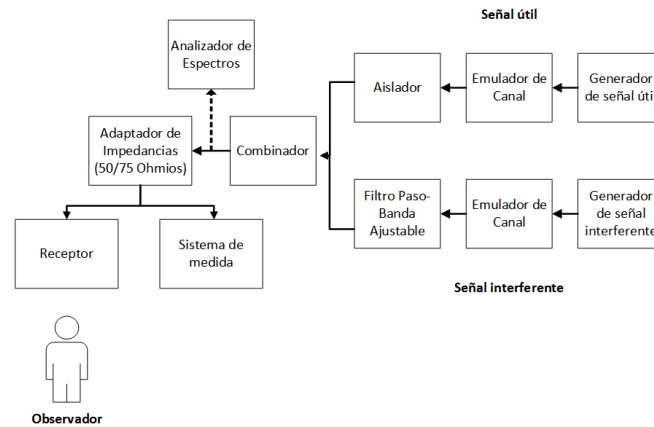 Señal útil
Analizador de
Espectros
Aislador
Emulador de
Canal
Generador
de señal útil
Adaptador de
Impedancias
(50/75 Ohmios)
Combinador
Filtro Paso-
Banda
Ajustable
Emulador de
Canal
Generador
de señal
interferente
Receptor
Sistema de
medida
Señal interferente
Observador